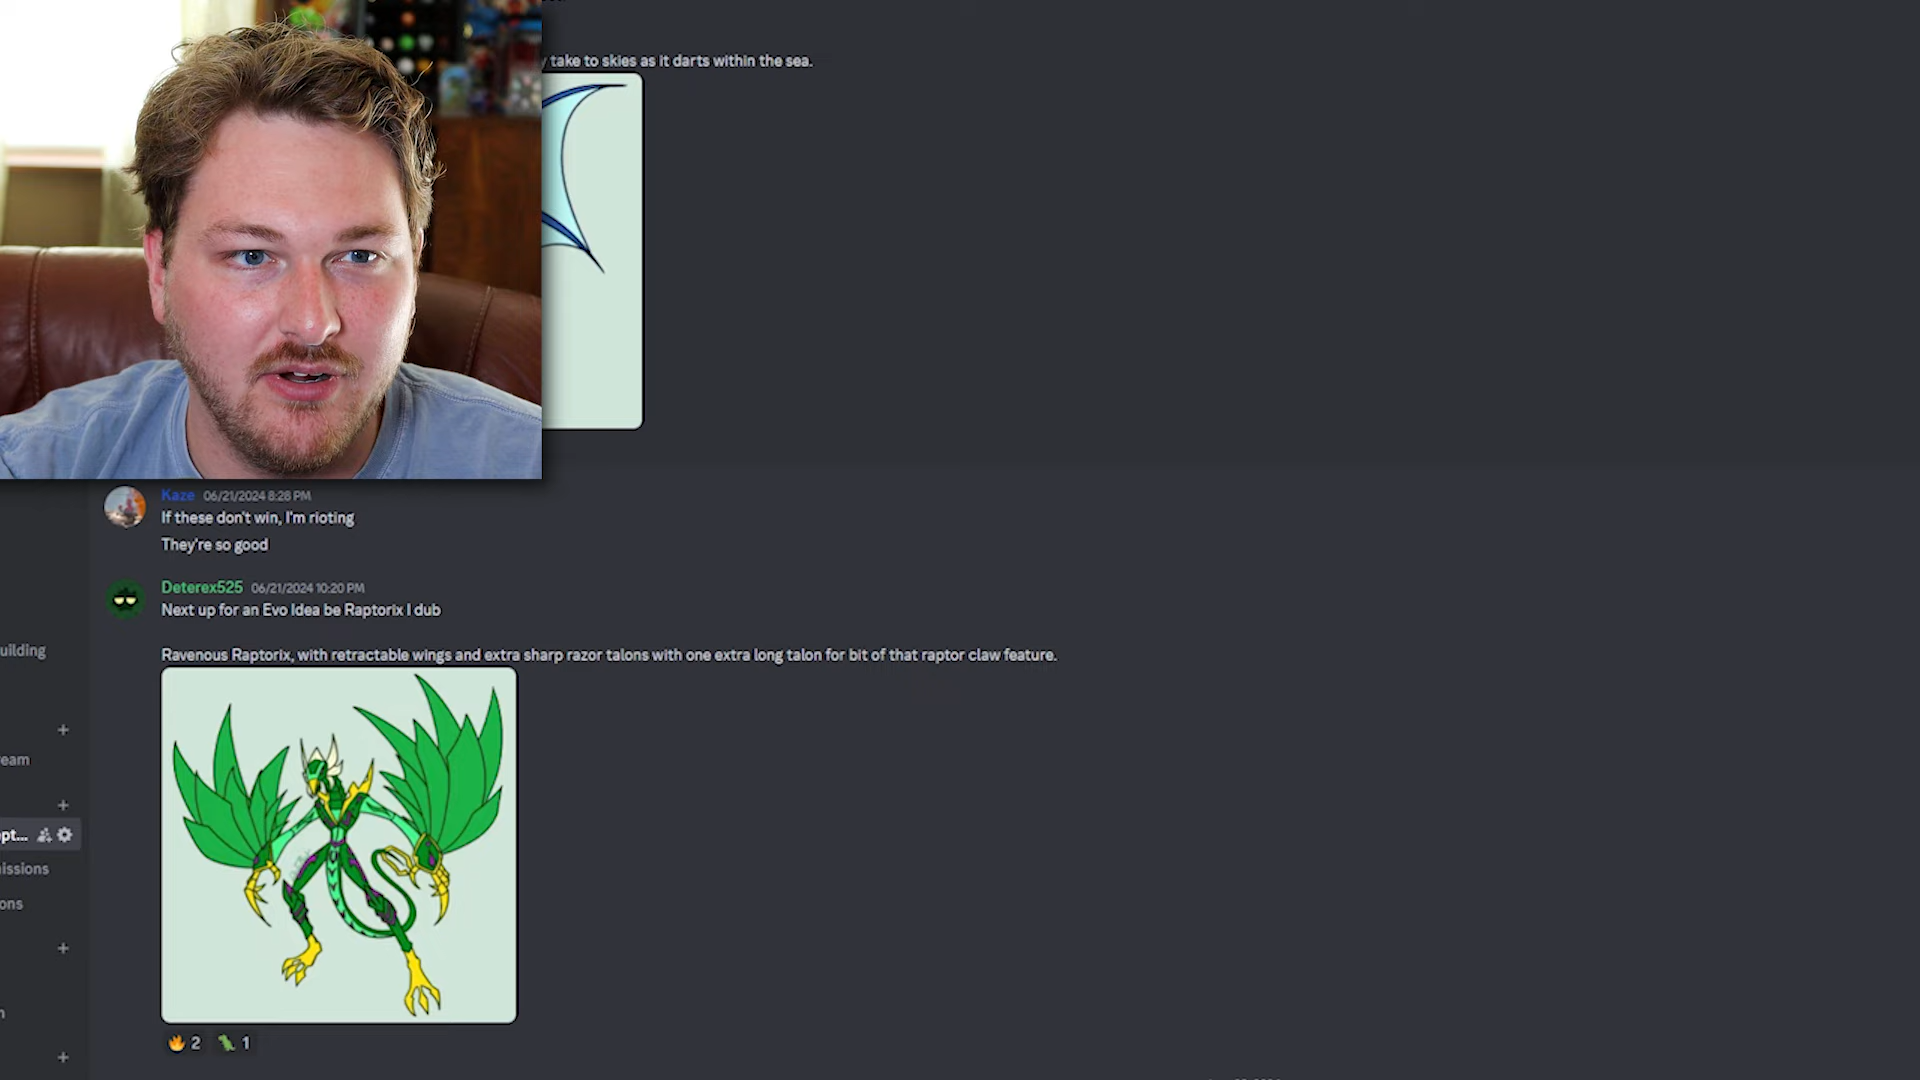 take to skies as it darts within the sea.
Kaze 06/21/2024 8:28 PM
If these don't win, I'm rioting
They're so good
Deterex525 06/21/2024 10:20 PM
Next up for an Evo Idea be Raptorix I dub
Ravenous Raptorix, with retractable wings and extra sharp razor talons with one extra long talon for bit of that raptor claw feature.
uilding
eam
pt...
issions
ons
2 1